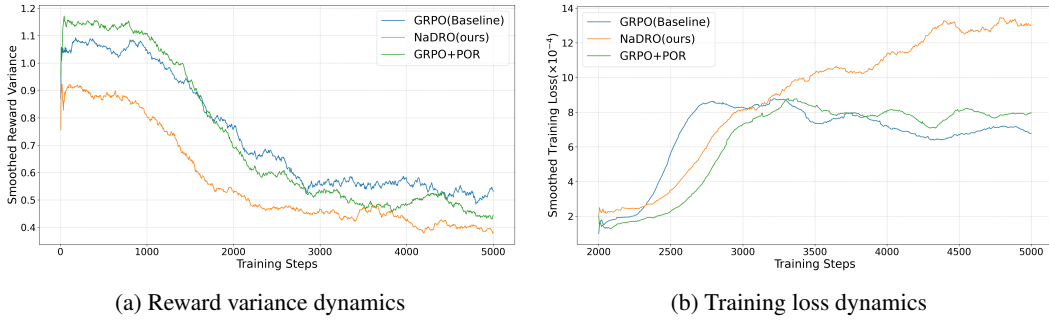 1.2
1.1
1.0
0.9
0.8
0.7
0.6
0.5
0.4
Smoothed Reward Variance
GRPO(Baseline)
NaDRO(ours)
GRPO+POR
0
1000
2000
3000
4000
5000
Training Steps
(a) Reward variance dynamics
14
12
10
8
6
4
2
Smoothed Training Loss(×10⁻⁴)
GRPO(Baseline)
NaDRO(ours)
GRPO+POR
2000
2500
3000
3500
4000
4500
5000
Training Steps
(b) Training loss dynamics